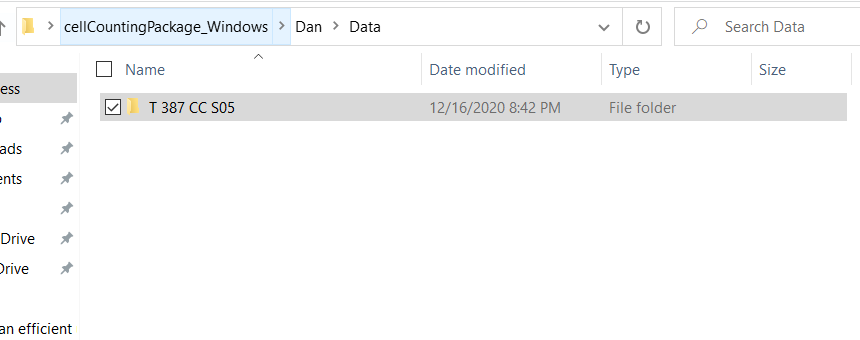 cellCountingPackage_Windows Dan Data Search Data
Name Date modified Type Size
ess
T 387 CC S05 12/16/2020 8:42 PM File folder
ads
ents
Drive
Drive
an efficient